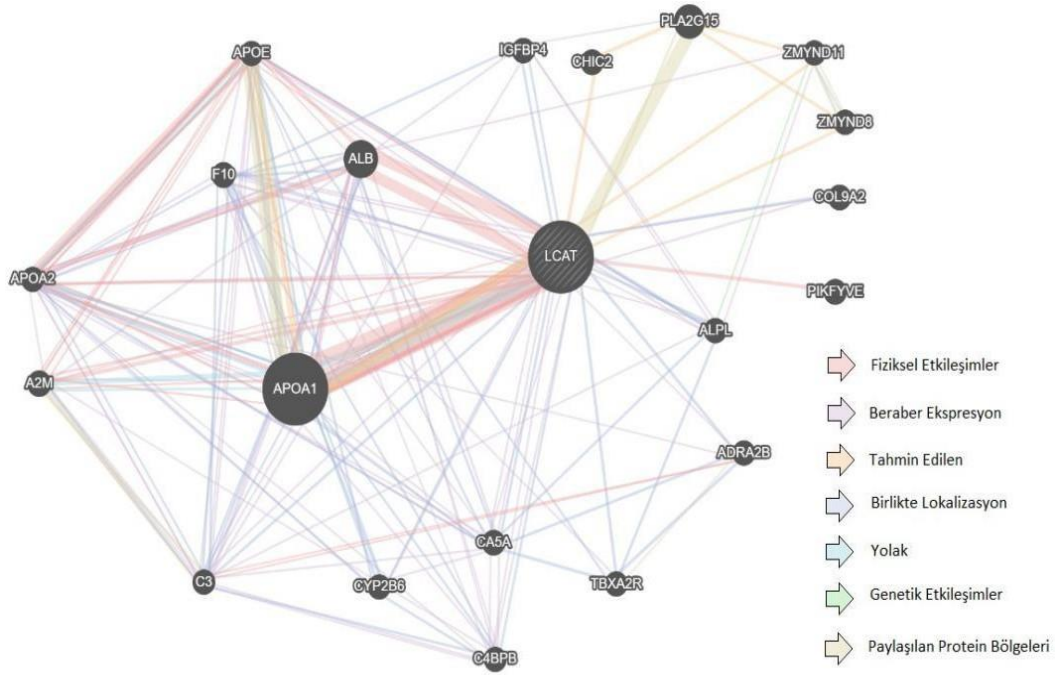 PLA2G15
APOE
IGFBP4
CHIC2
ZMYND11
ZMYND8
ALB
F10
COL9A2
LCAT
APOA2
PIKFYVE
ALPL
A2M
APOA1
ADRA2B
CA5A
C3
CYP2B6
TBXA2R
C4BPB
Fiziksel Etkileşimler
Beraber Ekspresyon
Tahmin Edilen
Birlikte Lokalizasyon
Yolak
Genetik Etkileşimler
Paylaşılan Protein Bölgeleri